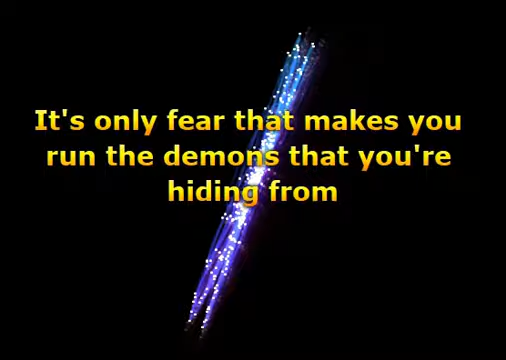 It's only fear that makes you
run the demons that you're
hiding from